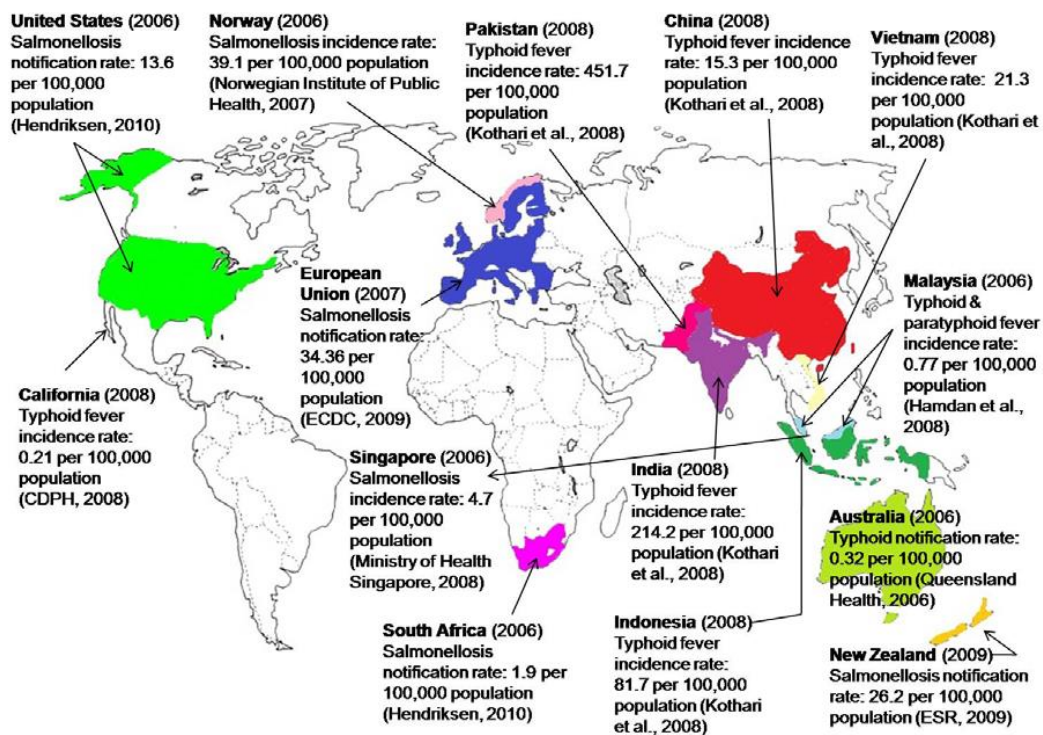 United States (2006)
Salmonellosis
notification rate: 13.6
per 100,000
population
(Hendriksen, 2010)
Norway (2006)
Salmonellosis incidence rate:
39.1 per 100,000 population
(Norwegian Institute of Public
Health, 2007)
Pakistan (2008)
Typhoid fever
incidence rate: 451.7
per 100,000
population
(Kothari et al., 2008)
China (2008)
Typhoid fever incidence
rate: 15.3 per 100,000
population
(Kothari et al., 2008)
Vietnam (2008)
Typhoid fever
incidence rate: 21.3
per 100,000
population (Kothari et
al., 2008)
European
Union (2007)
Salmonellosis
notification rate:
34.36 per
100,000
population
(ECDC, 2009)
Malaysia (2006)
Typhoid &
paratyphoid fever
incidence rate:
0.77 per 100,000
population
(Hamdan et al.,
2008)
California (2008)
Typhoid fever
incidence rate:
0.21 per 100,000
population
(CDPH, 2008)
Singapore (2006)
Salmonellosis
incidence rate: 4.7
per 100,000
population
(Ministry of Health
Singapore, 2008)
India (2008)
Typhoid fever
incidence rate:
214.2 per 100,000
population (Kothari
et al., 2008)
Australia (2006)
Typhoid notification rate:
0.32 per 100,000
population (Queensland
Health, 2006)
South Africa (2006)
Salmonellosis
notification rate: 1.9 per
100,000 population
(Hendriksen, 2010)
Indonesia (2008)
Typhoid fever
incidence rate:
81.7 per 100,000
population (Kothari
et al., 2008)
New Zealand (2009)
Salmonellosis notification
rate: 26.2 per 100,000
population (ESR, 2009)